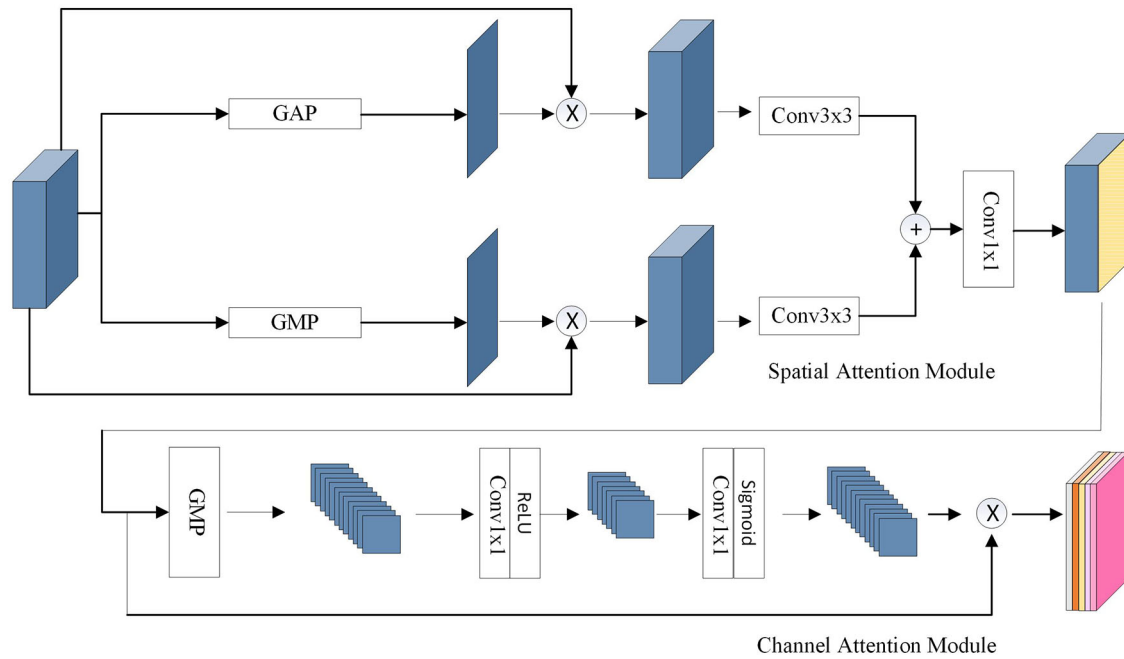 GAP
X
Conv3x3
+
Conv1x1
GMP
X
Conv3x3
Spatial Attention Module
GMP
Conv1x1
ReLU
Conv1x1
Sigmoid
X
Channel Attention Module